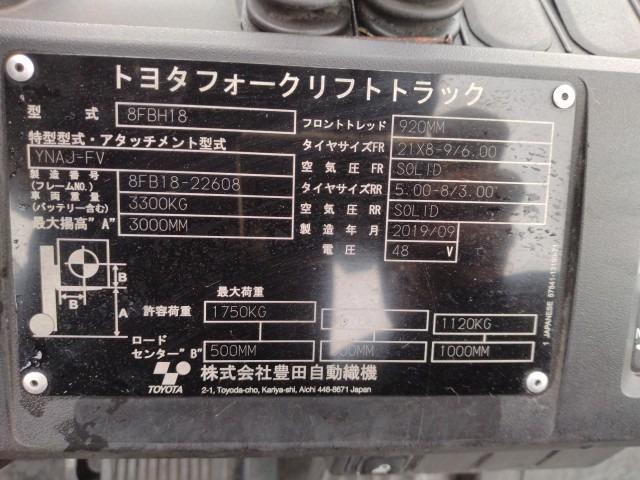 トヨタフォークリフトトラック
型 式 8FBH18
特型型式・アタッチメント型式
YNAJ-FV
製造番号
(フレームNO.) 8FB18-22608
車両重量
(バッテリー含む) 3300KG
最大揚高"A" 3000MM
フロントトレッド 920MM
タイヤサイズFR 21X8-9/6.00
空気圧FR SOLID
タイヤサイズRR 5.00-8/3.00
空気圧RR SOLID
製造年月 2019/09
電圧 48 V
B
B A
最大荷重
許容荷重 1750KG 1120KG
ロード
センター"B" 500MM 1000MM
TOYOTA 株式会社豊田自動織機
2-1, Toyoda-cho, Kariya-shi, Aichi 448-8671 Japan
1 JAPANESE